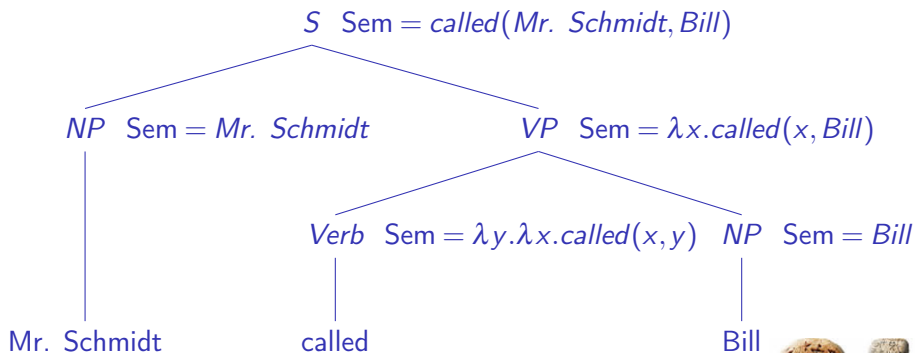 S Sem = called(Mr. Schmidt, Bill)
NP Sem = Mr. Schmidt VP Sem = λx.called(x, Bill)
Verb Sem = λy.λx.called(x, y) NP Sem = Bill
Mr. Schmidt called Bill